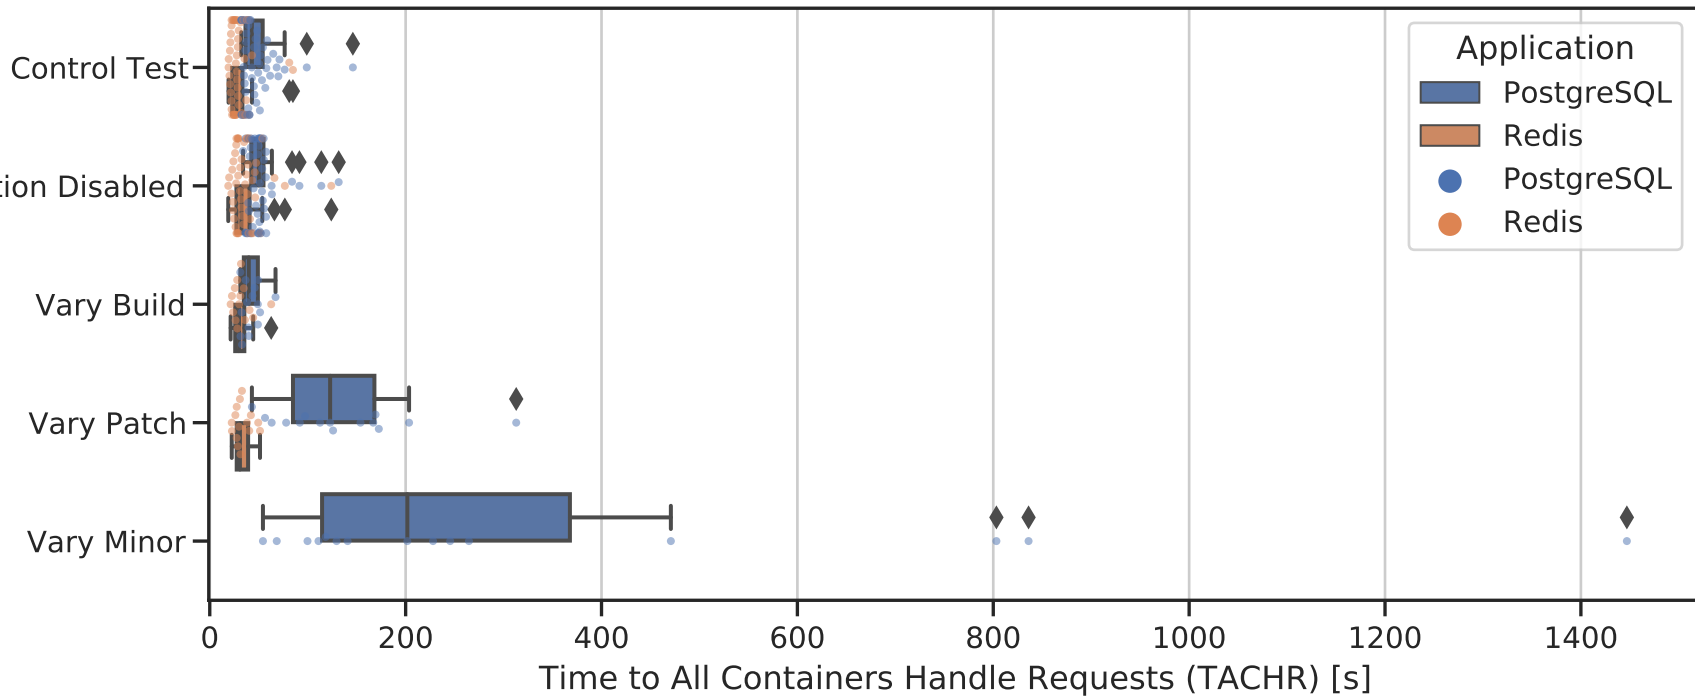 Control Test
tion Disabled
Vary Build
Vary Patch
Vary Minor
Application
PostgreSQL
Redis
PostgreSQL
Redis
0 200 400 600 800 1000 1200 1400
Time to All Containers Handle Requests (TACHR) [s]